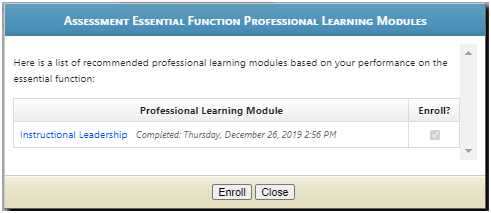 Assessment Essential Function Professional Learning Modules
Here is a list of recommended professional learning modules based on your performance on the
essential function:
Professional Learning Module Enroll?
Instructional Leadership Completed: Thursday, December 26, 2019 2:56 PM
Enroll Close